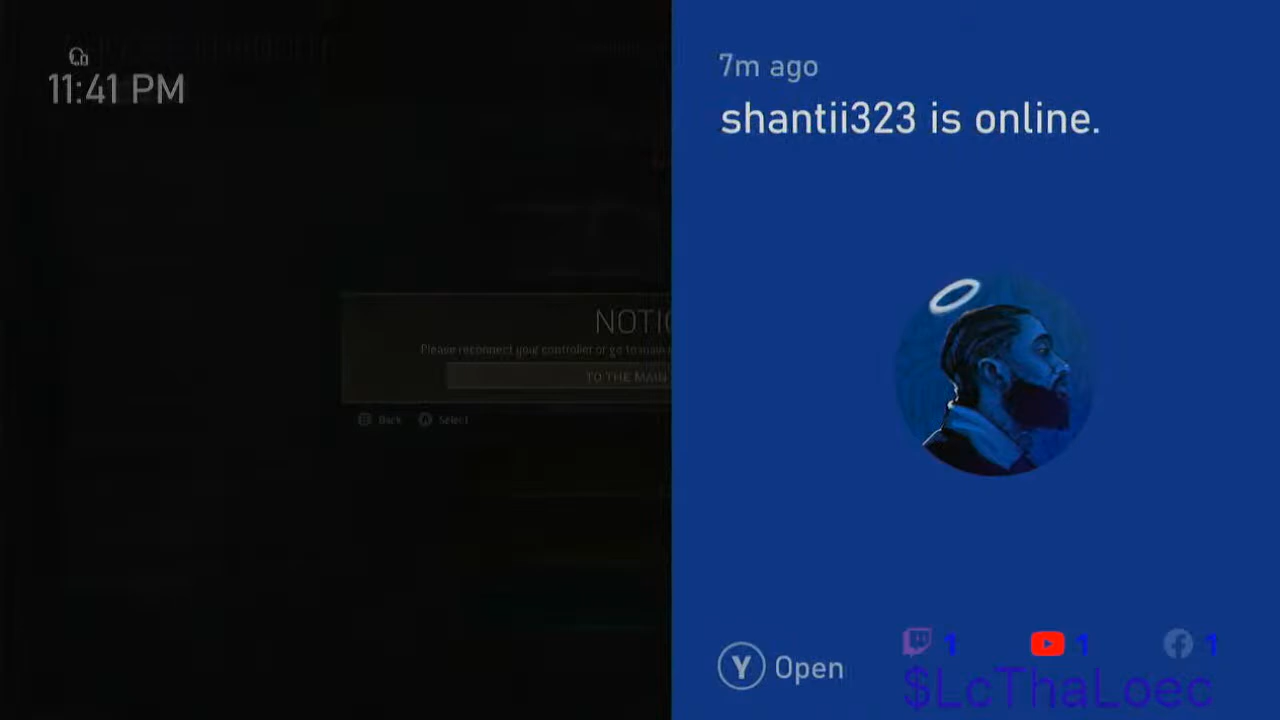 11:41 PM
7m ago
shantii323 is online.
NOTIC
Please reconnect your controller or go to main
TO THE MAIN
Back
Select
1
1
1
Y Open
$LcThaLoec